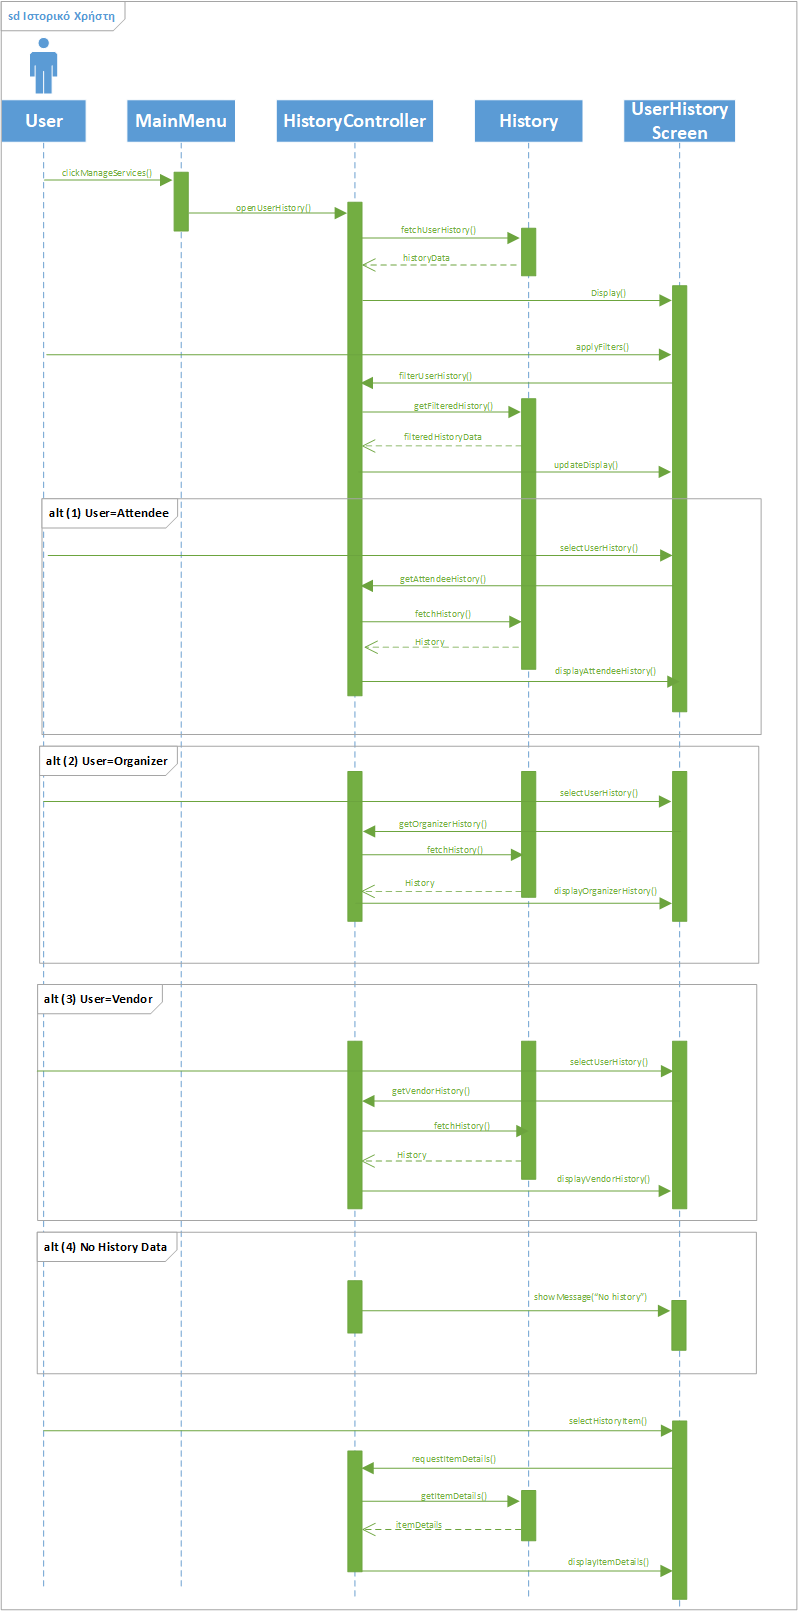 sd Ιστορικό Χρήστη
User
MainMenu
HistoryController
History
UserHistory
Screen
clickManageServices()
openUserHistory()
fetchUserHistory()
historyData
Display()
applyFilters()
filterUserHistory()
getFilteredHistory()
filteredHistoryData
updateDisplay()
alt (1) User=Attendee
selectUserHistory()
getAttendeeHistory()
fetchHistory()
History
displayAttendeeHistory()
alt (2) User=Organizer
selectUserHistory()
getOrganizerHistory()
fetchHistory()
History
displayOrganizerHistory()
alt (3) User=Vendor
selectUserHistory()
getVendorHistory()
fetchHistory()
History
displayVendorHistory()
alt (4) No History Data
showMessage(“No history”)
selectHistoryItem()
requestItemDetails()
getItemDetails()
itemDetails
displayItemDetails()